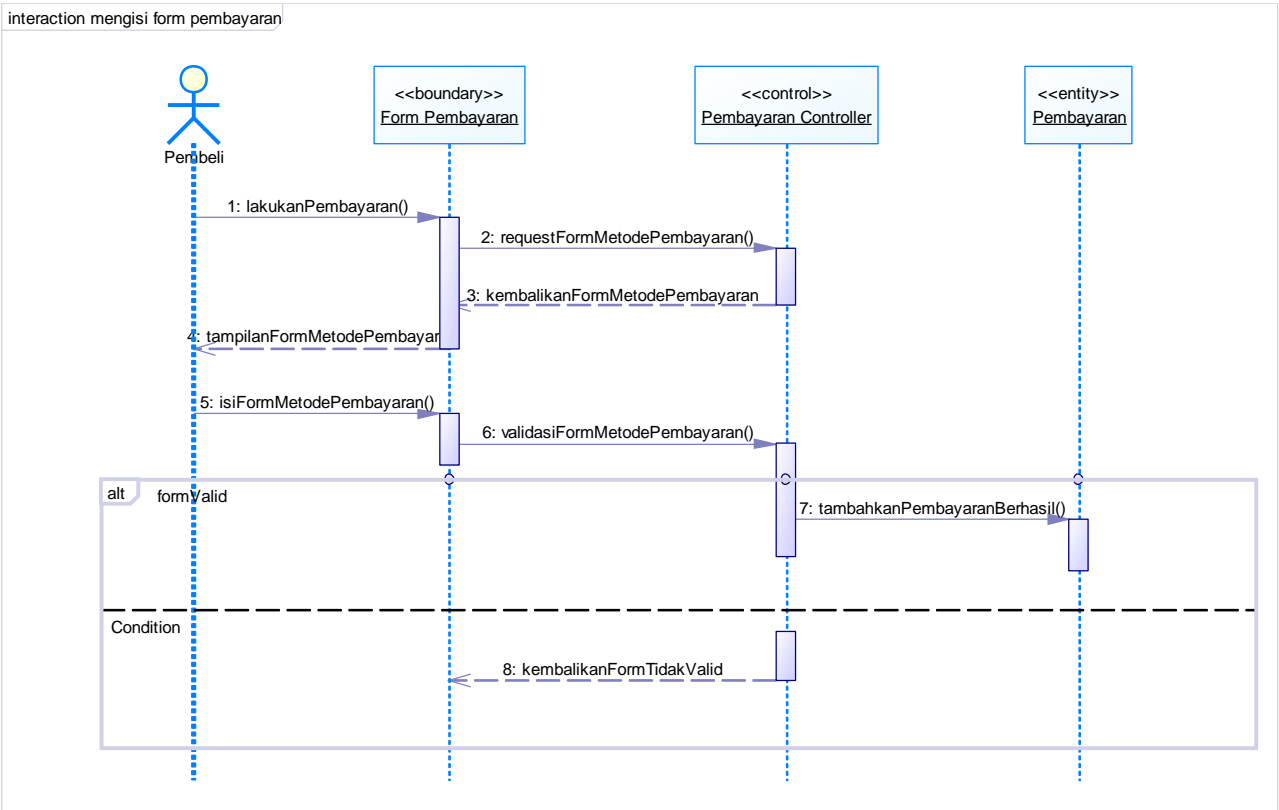 interaction mengisi form pembayaran
Pembeli
<<boundary>>
Form Pembayaran
<<control>>
Pembayaran Controller
<<entity>>
Pembayaran
1: lakukanPembayaran()
2: requestFormMetodePembayaran()
3: kembalikanFormMetodePembayaran
4: tampilanFormMetodePembayar
5: isiFormMetodePembayaran()
6: validasiFormMetodePembayaran()
alt
formValid
7: tambahkanPembayaranBerhasil()
Condition
8: kembalikanFormTidakValid